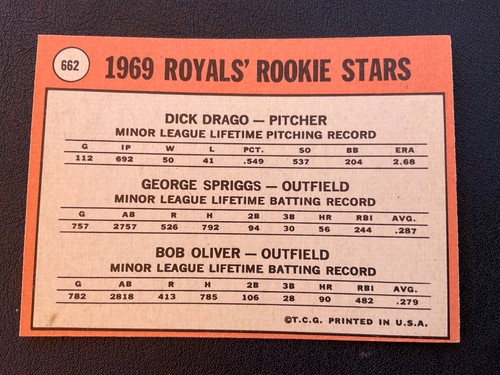 662 1969 ROYALS' ROOKIE STARS
DICK DRAGO — PITCHER
MINOR LEAGUE LIFETIME PITCHING RECORD
G IP W L PCT. SO BB ERA
112 692 50 41 .549 537 204 2.68
GEORGE SPRIGGS — OUTFIELD
MINOR LEAGUE LIFETIME BATTING RECORD
G AB R H 2B 3B HR RBI AVG.
757 2757 526 792 94 30 56 244 .287
BOB OLIVER — OUTFIELD
MINOR LEAGUE LIFETIME BATTING RECORD
G AB R H 2B 3B HR RBI AVG.
782 2818 413 785 106 28 90 482 .279
©T.C.G. PRINTED IN U.S.A.